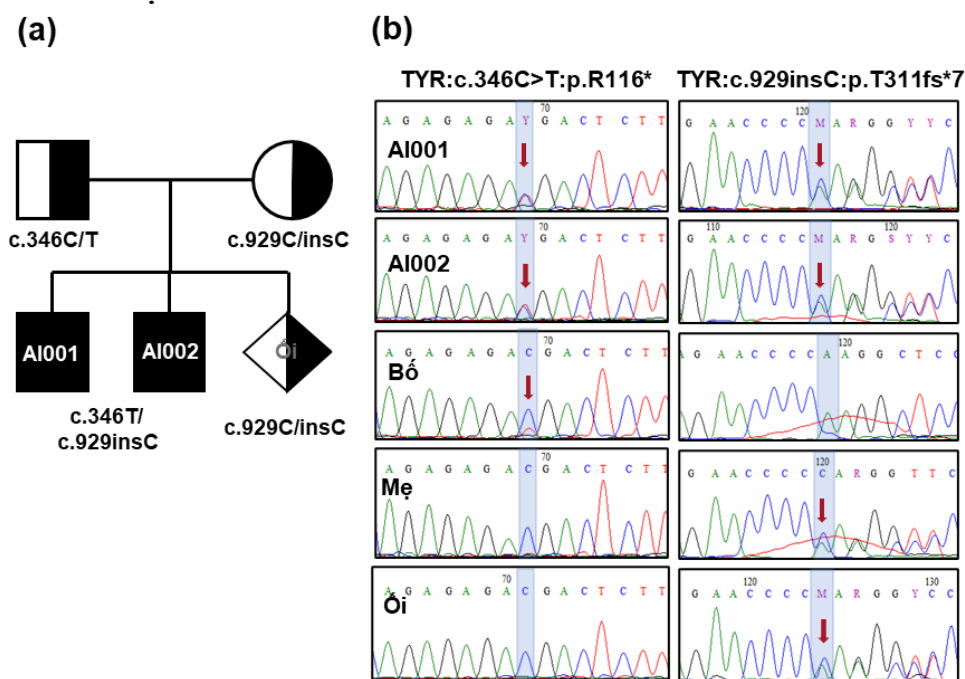 (a)
c.346C/T
c.929C/insC
AI001
AI002
Ối
c.346T/
c.929insC
c.929C/insC
(b)
TYR:c.346C>T:p.R116*
TYR:c.929insC:p.T311fs*7
70
A G A G A G A Y G A C T C T T
AI001
120
G A A C C C C M A R G G Y Y C
70
A G A G A G A Y G A C T C T T
AI002
110 120
G A A C C C C M A R G S Y Y C
70
A G A G A G A C G A C T C T T
Bố
120
G A A C C C C A A G G C T C C
70
A G A G A G A C G A C T C T T
Mẹ
120
G A A C C C C C A R G G T T C
70
A G A G A G A C G A C T C T T
Ối
120 130
G A A C C C C M A R G G Y C C